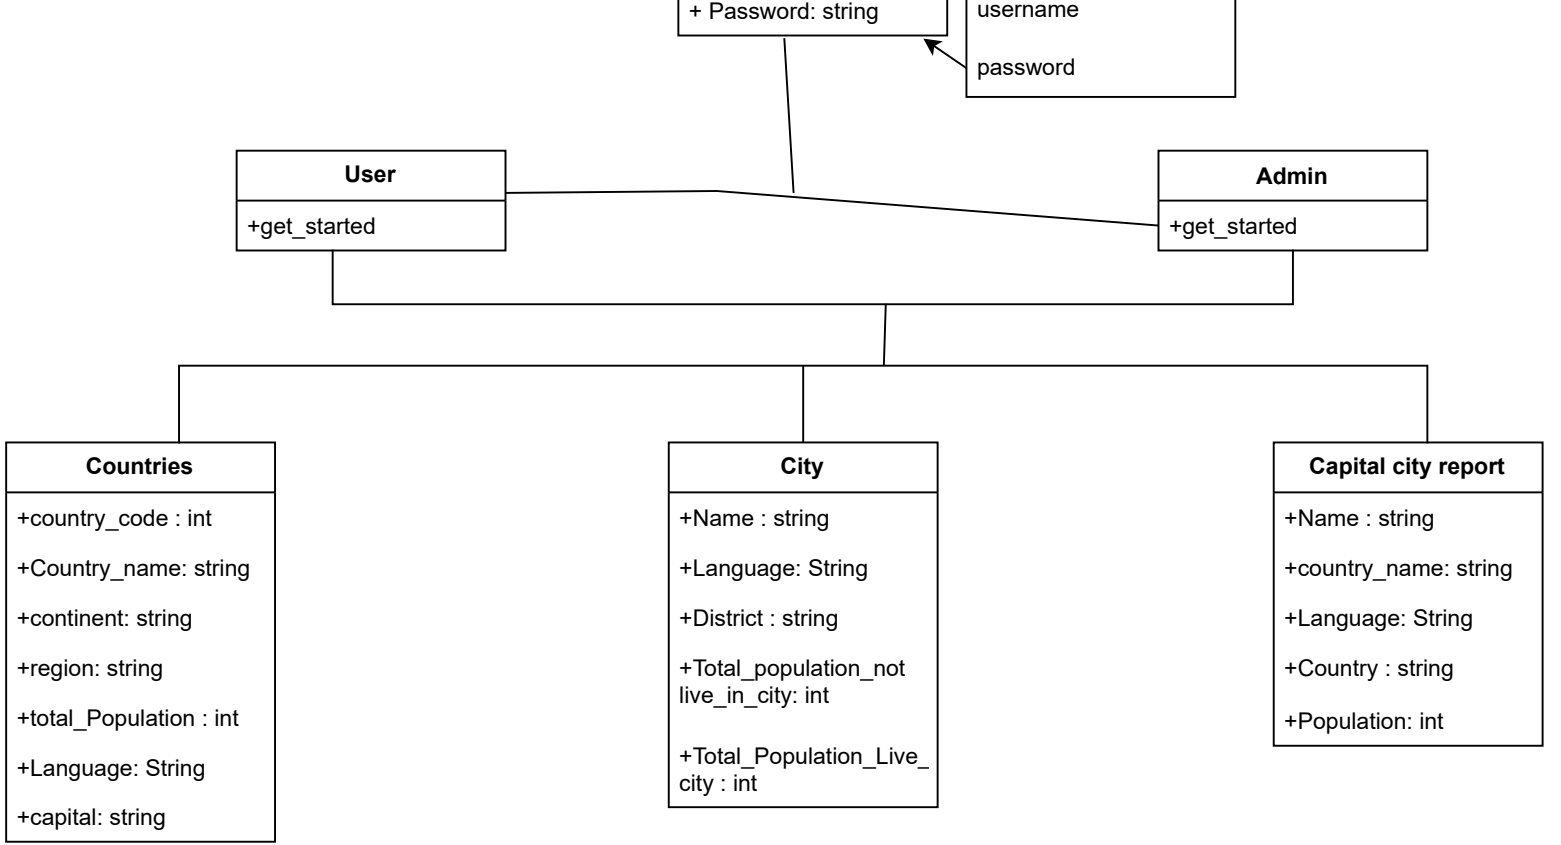 + Password: string
username
password
User
+get_started
Admin
+get_started
Countries
+country_code : int
+Country_name: string
+continent: string
+region: string
+total_Population : int
+Language: String
+capital: string
City
+Name : string
+Language: String
+District : string
+Total_population_not
live_in_city: int
+Total_Population_Live_
city : int
Capital city report
+Name : string
+country_name: string
+Language: String
+Country : string
+Population: int